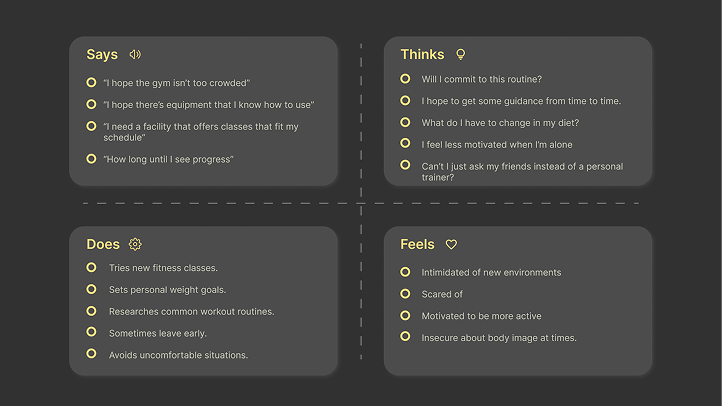 Says
“I hope the gym isn’t too crowded”
“I hope there’s equipment that I know how to use”
“I need a facility that offers classes that fit my
schedule”
“How long until I see progress”
Thinks
Will I commit to this routine?
I hope to get some guidance from time to time.
What do I have to change in my diet?
I feel less motivated when I’m alone
Can’t I just ask my friends instead of a personal
trainer?
Does
Tries new fitness classes.
Sets personal weight goals.
Researches common workout routines.
Sometimes leave early.
Avoids uncomfortable situations.
Feels
Intimidated of new environments
Scared of
Motivated to be more active
Insecure about body image at times.